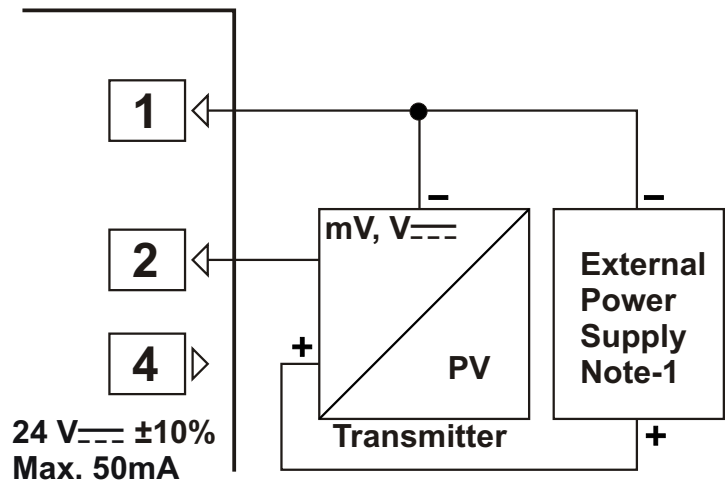 1
2
4
24 V ±10%
Max. 50mA
−
mV, V
+
PV
Transmitter
−
External
Power
Supply
Note-1
+